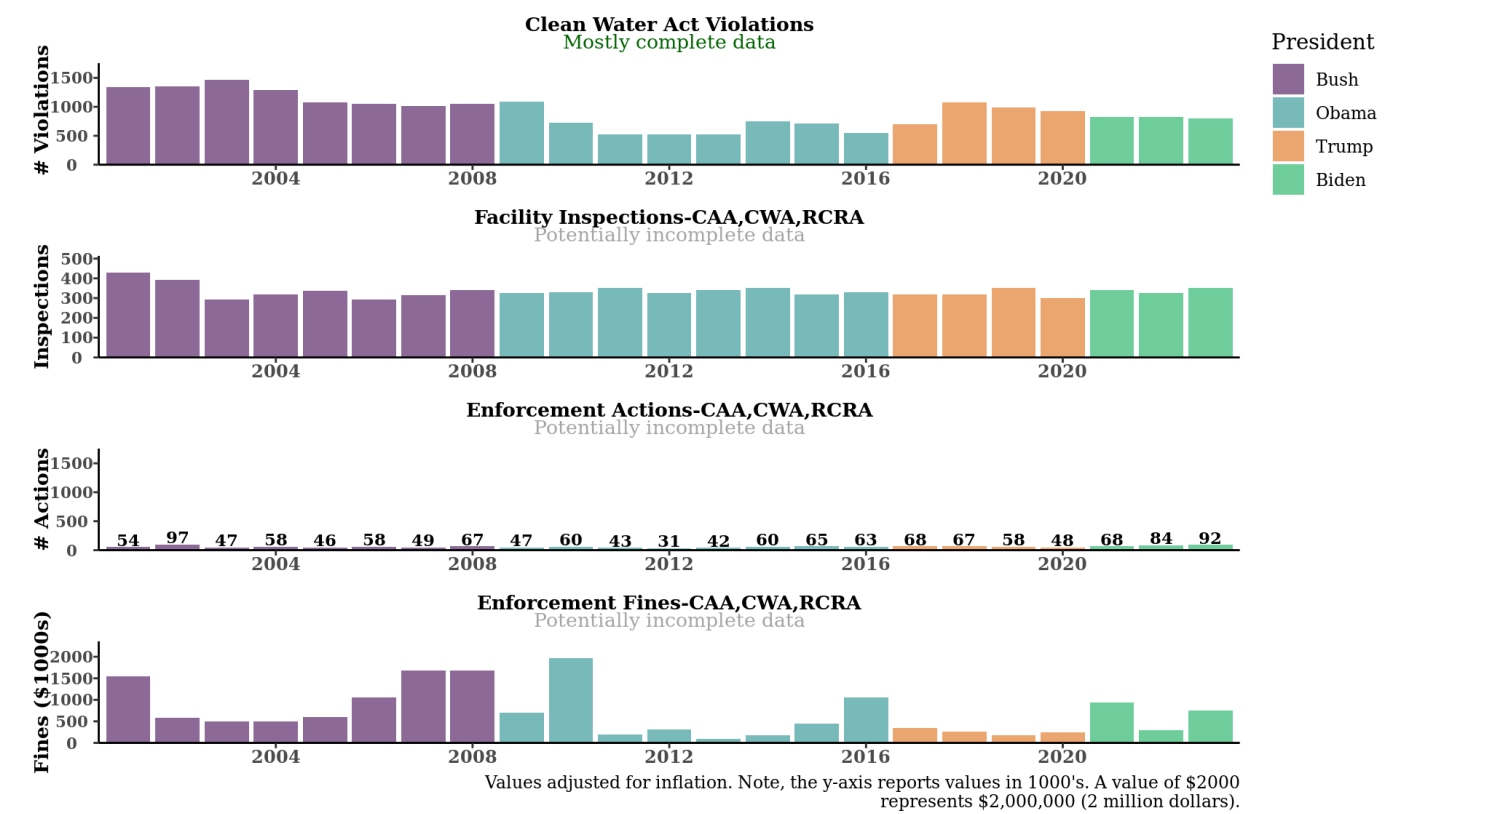 Clean Water Act Violations
Mostly complete data
# Violations
1500
1000
500
0
2004 2008 2012 2016 2020
President
Bush
Obama
Trump
Biden
Facility Inspections-CAA,CWA,RCRA
Potentially incomplete data
Inspections
500
400
300
200
100
0
2004 2008 2012 2016 2020
Enforcement Actions-CAA,CWA,RCRA
Potentially incomplete data
# Actions
1500
1000
500
0
54 97 47 58 46 58 49 67 47 60 43 31 42 60 65 63 68 67 58 48 68 84 92
2004 2008 2012 2016 2020
Enforcement Fines-CAA,CWA,RCRA
Potentially incomplete data
Fines ($1000s)
2000
1500
1000
500
0
2004 2008 2012 2016 2020
Values adjusted for inflation. Note, the y-axis reports values in 1000's. A value of $2000
represents $2,000,000 (2 million dollars).